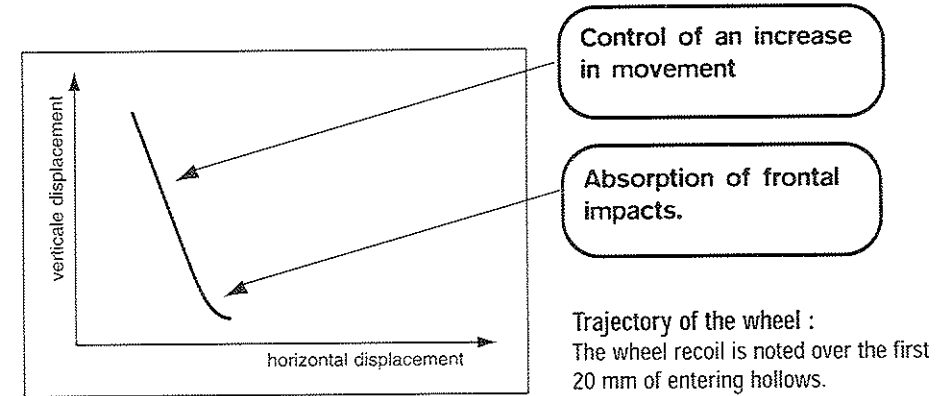 Control of an increase
in movement
verticale displacement
Absorption of frontal
impacts.
horizontal displacement
Trajectory of the wheel :
The wheel recoil is noted over the first
20 mm of entering hollows.